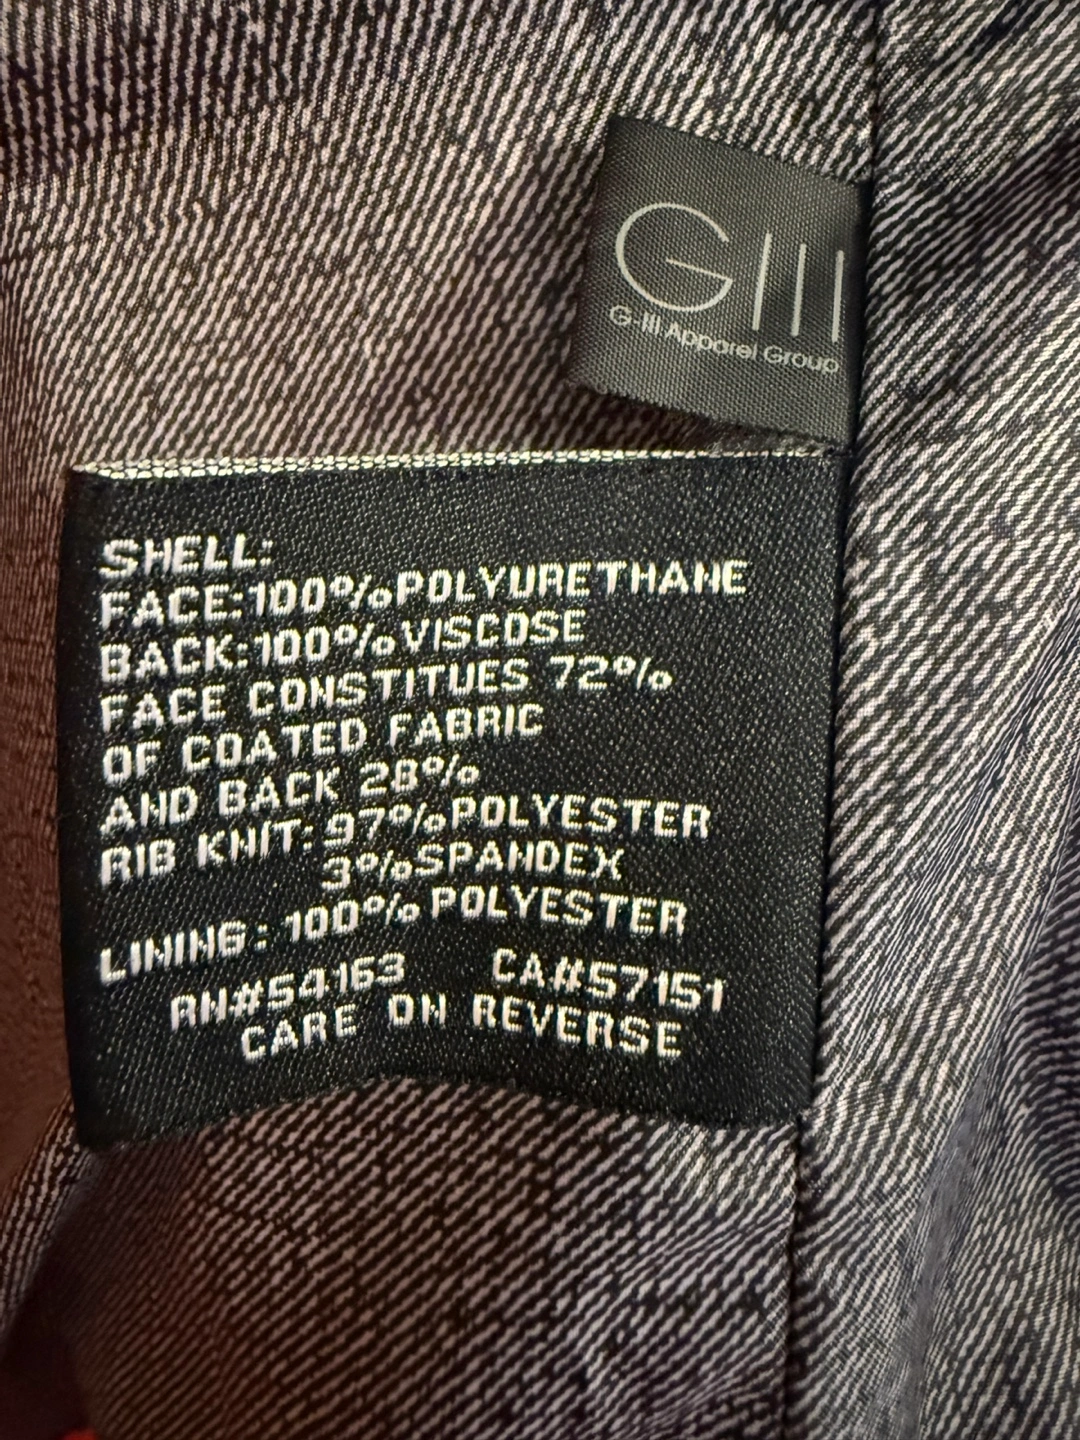 GIII
G-III Apparel Group
SHELL:
FACE:100%POLYURETHANE
BACK:100%VISCOSE
FACE CONSTITUES 72%
OF COATED FABRIC
AND BACK 28%
RIB KNIT: 97%POLYESTER
3%SPANDEX
LINING: 100%POLYESTER
RN#54163 CA#57151
CARE ON REVERSE